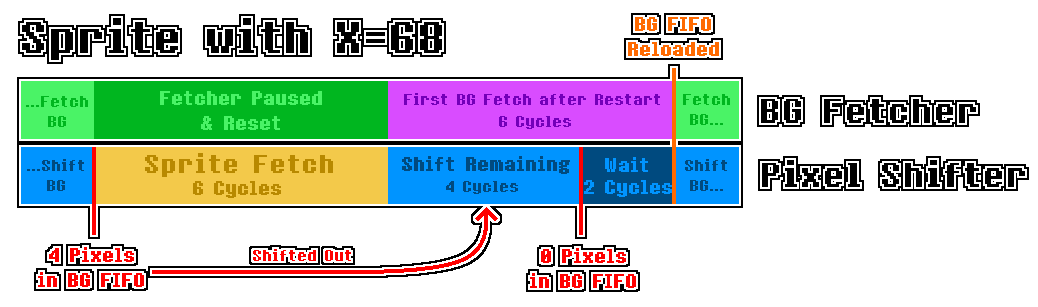 Sprite with X=68
BG FIFO
Reloaded
...Fetch
BG
Fetcher Paused
& Reset
First BG Fetch after Restart
6 Cycles
Fetch
BG...
BG Fetcher
...Shift
BG
Sprite Fetch
6 Cycles
Shift Remaining
4 Cycles
Wait
2 Cycles
Shift
BG...
Pixel Shifter
4 Pixels
in BG FIFO
Shifted Out
0 Pixels
in BG FIFO